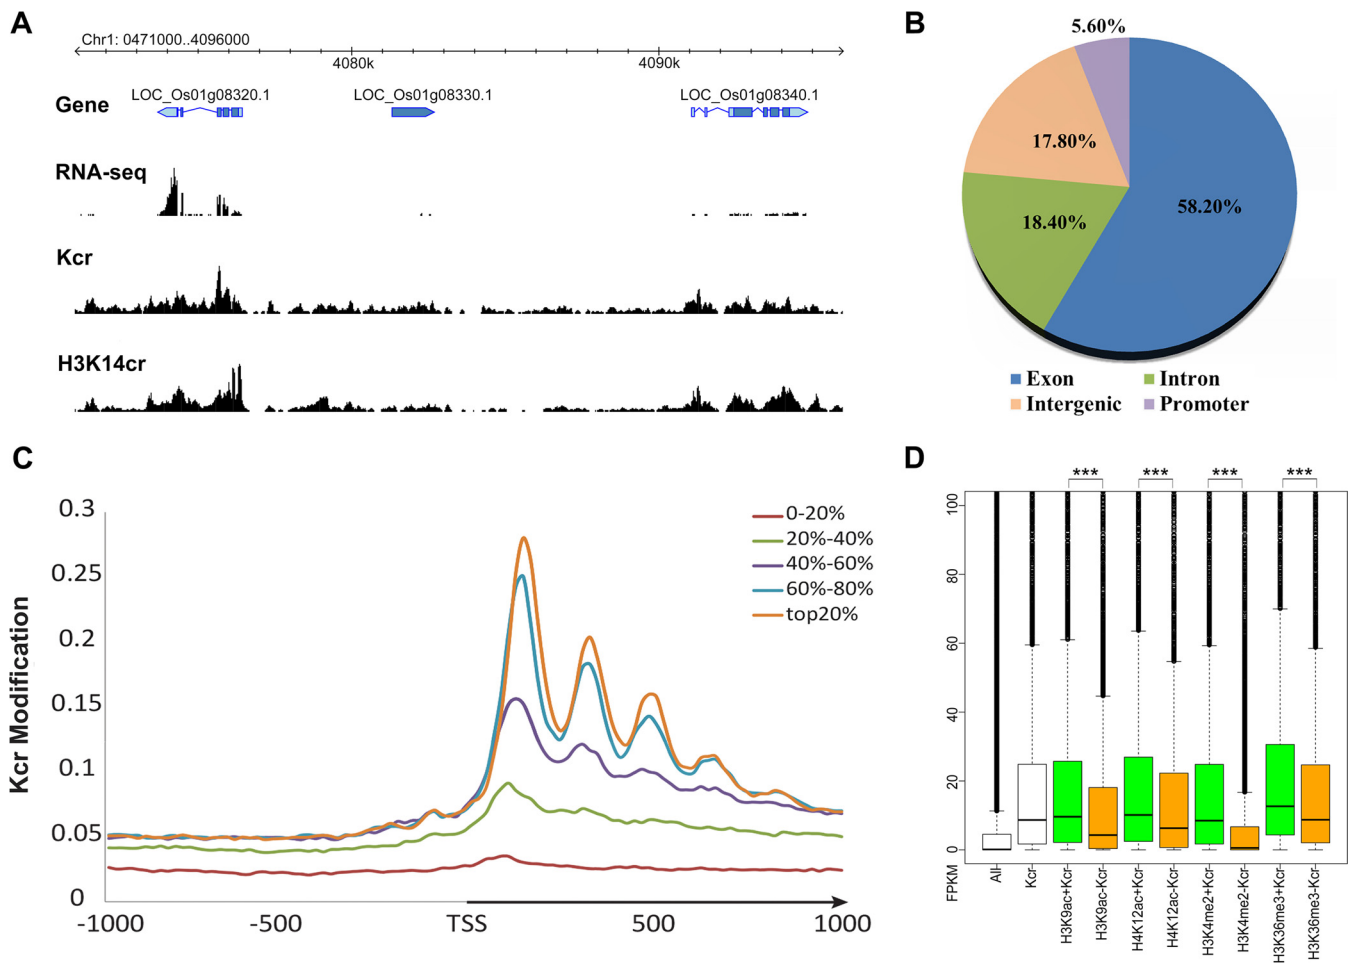 A
Chr1: 0471000..4096000
4080k
4090k
Gene
LOC_Os01g08320.1
LOC_Os01g08330.1
LOC_Os01g08340.1
RNA-seq
Kcr
H3K14cr
B
5.60%
17.80%
58.20%
18.40%
Exon
Intron
Intergenic
Promoter
C
Kcr Modification
0.3
0.25
0.2
0.15
0.1
0.05
0
-1000
-500
TSS
500
1000
0-20%
20%-40%
40%-60%
60%-80%
top20%
D
***
***
***
***
100
80
60
40
20
0
FPKM
All
Kcr
H3K9ac+Kcr
H3K9ac-Kcr
H4K12ac+Kcr
H4K12ac-Kcr
H3K4me2+Kcr
H3K4me2-Kcr
H3K36me3+Kcr
H3K36me3-Kcr